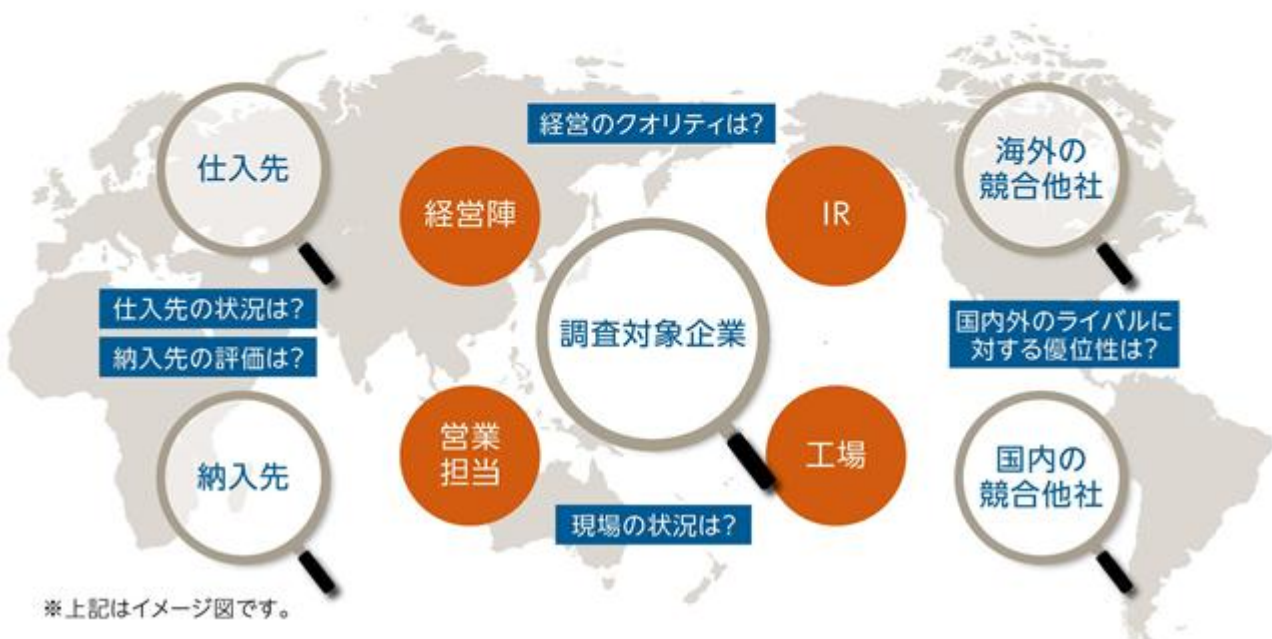 経営のクオリティは?
仕入先
経営陣
IR
海外の
競合他社
仕入先の状況は?
納入先の評価は?
調査対象企業
国内外のライバルに
対する優位性は?
営業
担当
工場
納入先
国内の
競合他社
現場の状況は?
※上記はイメージ図です。